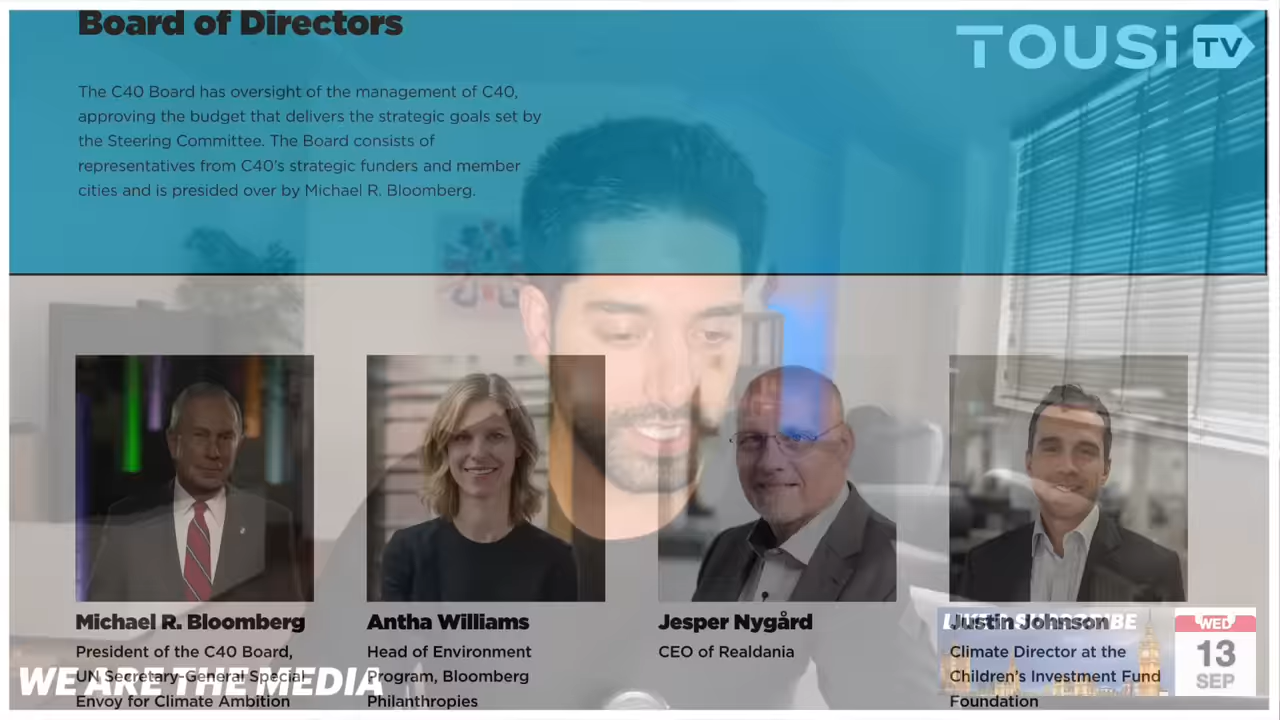 Board of Directors
TOUSi TV
The C40 Board has oversight of the management of C40,
approving the budget that delivers the strategic goals set by
the Steering Committee. The Board consists of
representatives from C40's strategic funders and member
cities and is presided over by Michael R. Bloomberg.
Michael R. Bloomberg
President of the C40 Board,
UN Secretary-General Special
Envoy for Climate Ambition
Antha Williams
Head of Environment
Program, Bloomberg
Philanthropies
Jesper Nygård
CEO of Realdania
Justin Johnson
Climate Director at the
Children's Investment Fund
Foundation
SUBSCRIBE
WED
13
SEP
WE ARE THE MEDIA